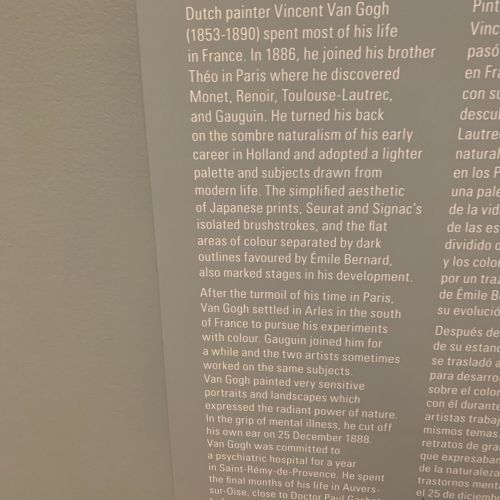 Dutch painter Vincent Van Gogh
(1853-1890) spent most of his life
in France. In 1886, he joined his brother
Théo in Paris where he discovered
Monet, Renoir, Toulouse-Lautrec,
and Gauguin. He turned his back
on the sombre naturalism of his early
career in Holland and adopted a lighter
palette and subjects drawn from
modern life. The simplified aesthetic
of Japanese prints, Seurat and Signac's
isolated brushstrokes, and the flat
areas of colour separated by dark
outlines favoured by Émile Bernard,
also marked stages in his development.
After the turmoil of his time in Paris,
Van Gogh settled in Arles in the south
of France to pursue his experiments
with colour. Gauguin joined him for
a while and the two artists sometimes
worked on the same subjects.
Van Gogh painted very sensitive
portraits and landscapes which
expressed the radiant power of nature.
In the grip of mental illness, he cut off
his own ear on 25 December 1888.
Van Gogh was committed to
a psychiatric hospital for a year
in Saint-Rémy-de-Provence. He spent
the final months of his life in Auvers-
sur-Oise, close to Doctor Paul
Pint
Vinc
pasó
en Fra
con su
descu
Lautre
natural
en los P
una pale
de la vid
de las es
dividido
y los color
por un traz
de Émile B
su evolució
Después de
de su estan
se trasladó a
para desarro
sobre el color
con él durante
artistas trabaj
mismos temas
retratos de gra
que expresaban
de la naturaleza
trastornos ment
el 25 de diciemb